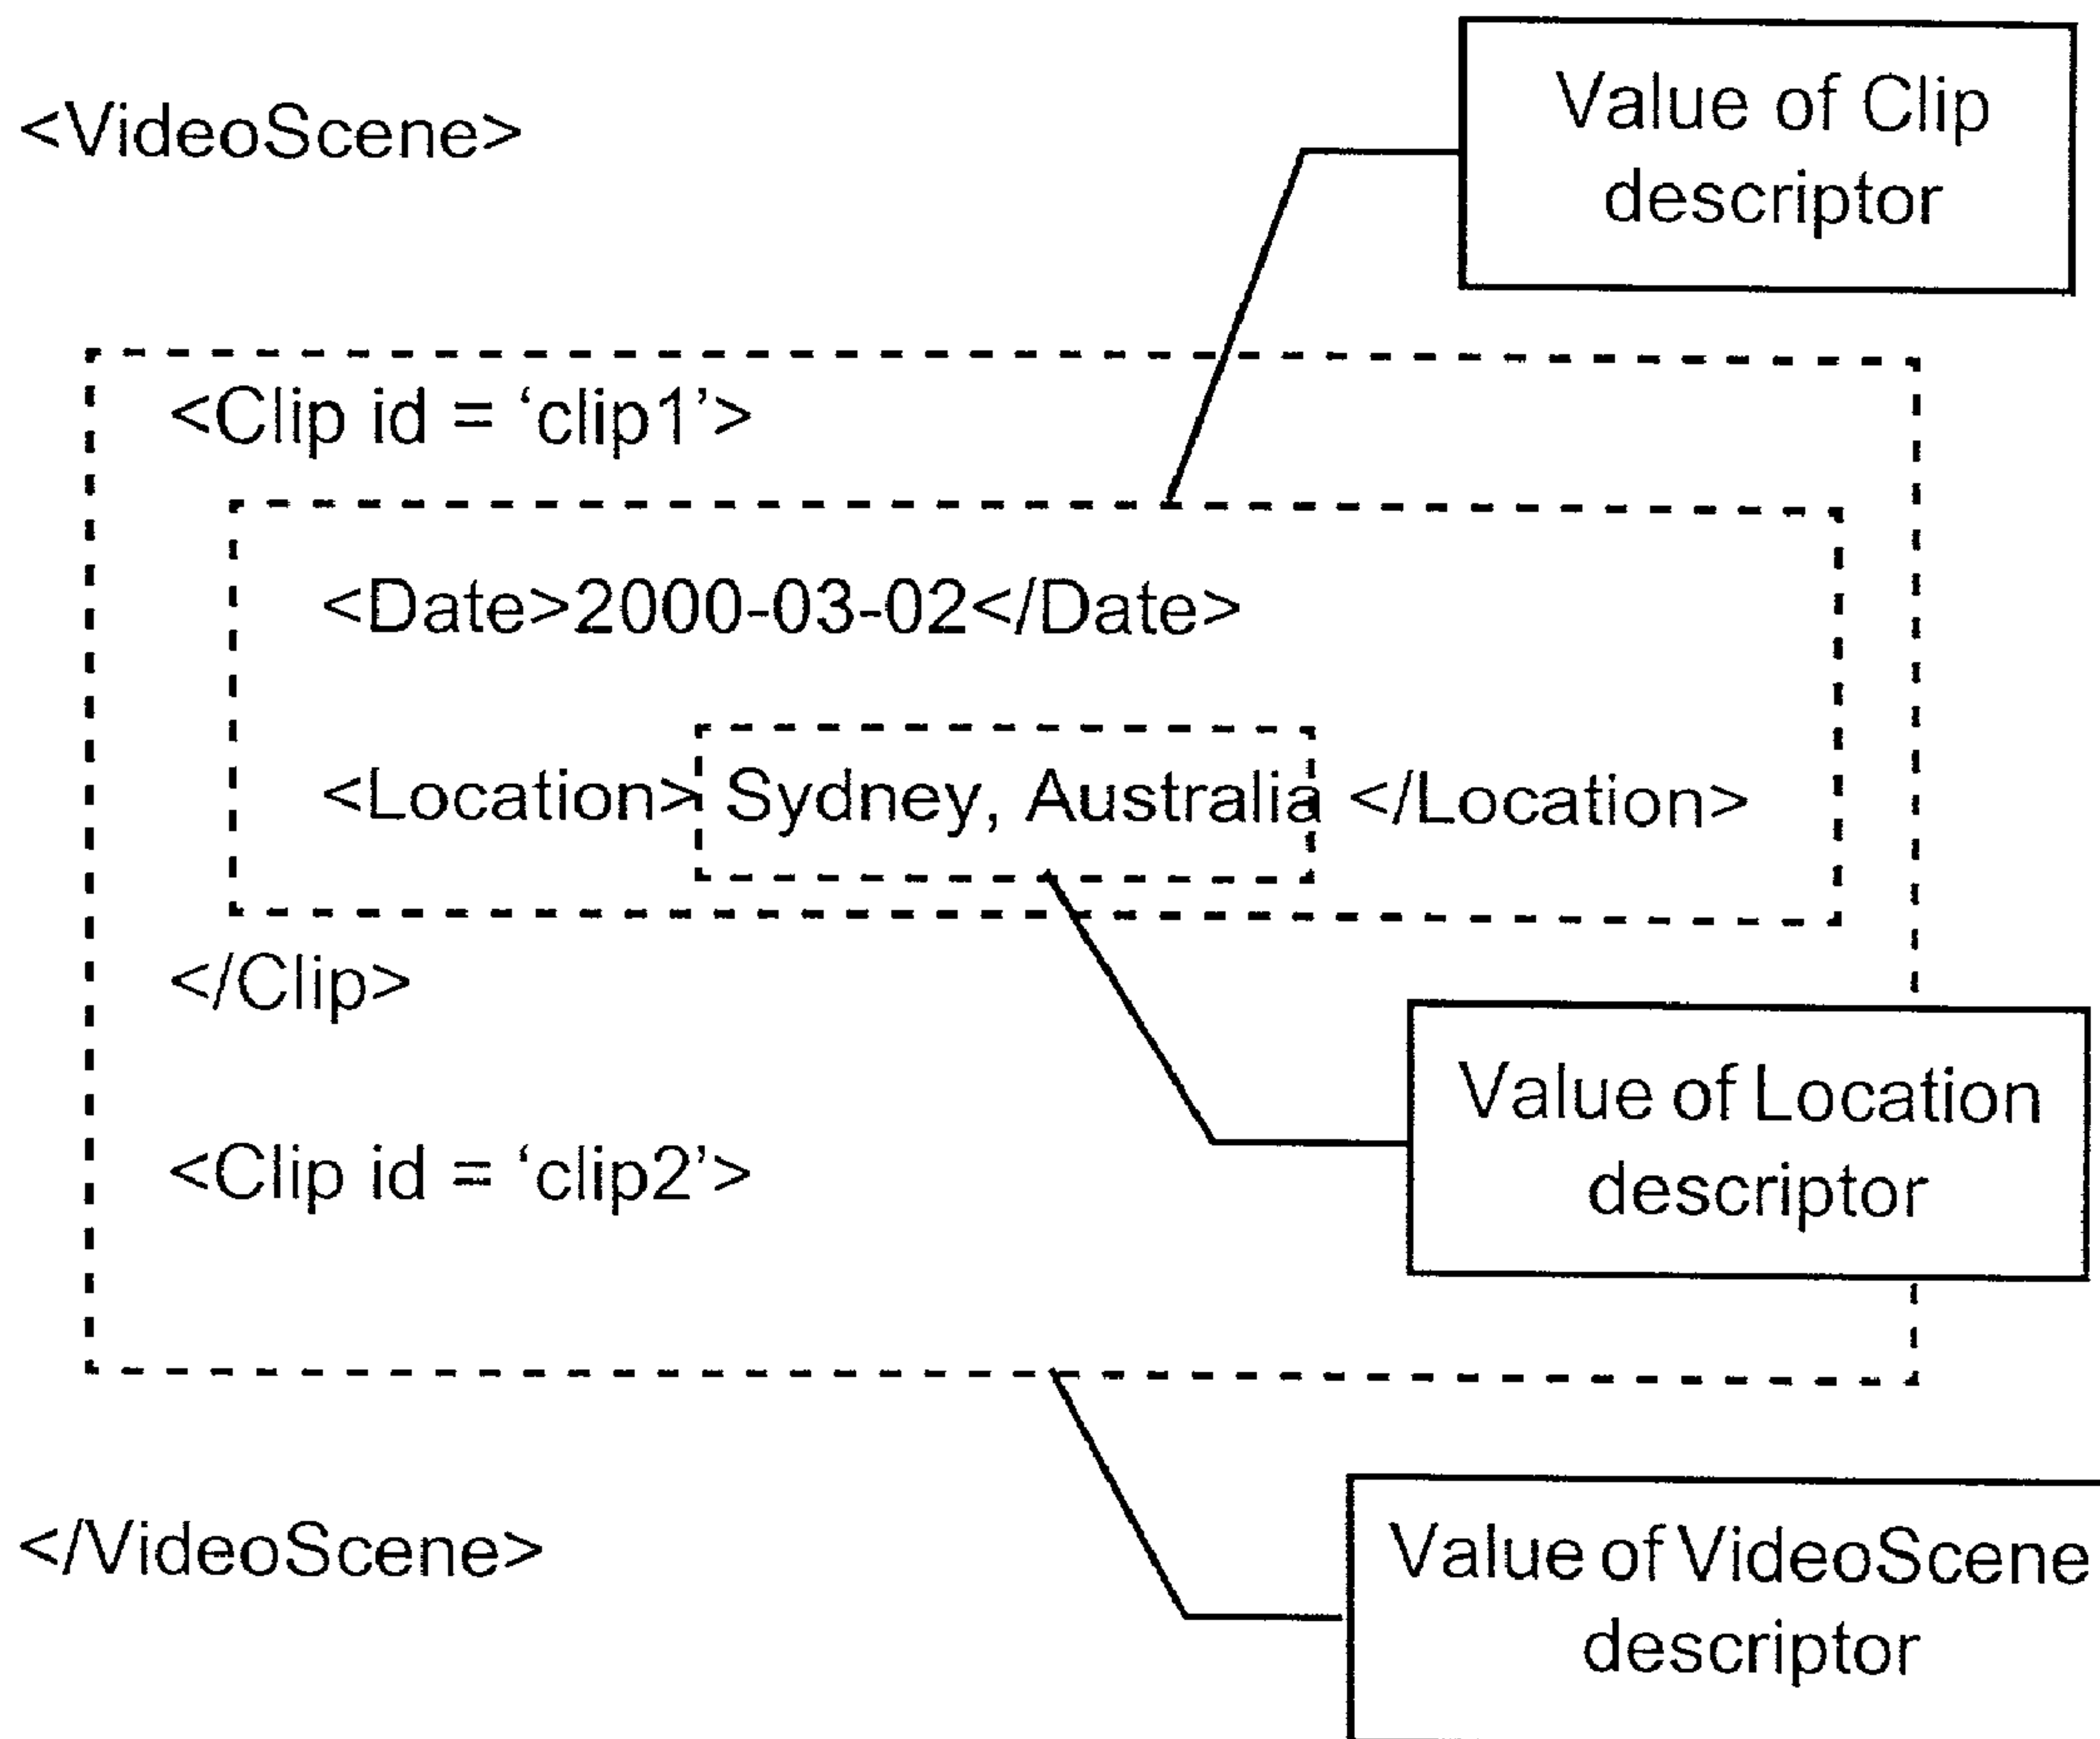 <VideoScene>
Value of Clip
descriptor
<Clip id = ‘clip1’>
<Date>2000-03-02</Date>
<Location> Sydney, Australia </Location>
</Clip>
Value of Location
descriptor
<Clip id = ‘clip2’>
</VideoScene>
Value of VideoScene
descriptor